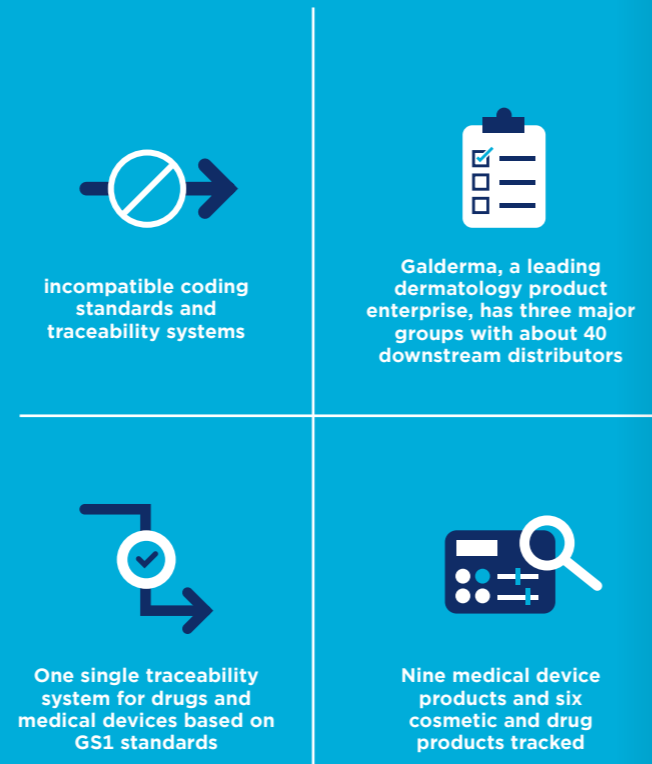 incompatible coding
standards and
traceability systems
Galderma, a leading
dermatology product
enterprise, has three major
groups with about 40
downstream distributors
One single traceability
system for drugs and
medical devices based on
GS1 standards
Nine medical device
products and six
cosmetic and drug
products tracked